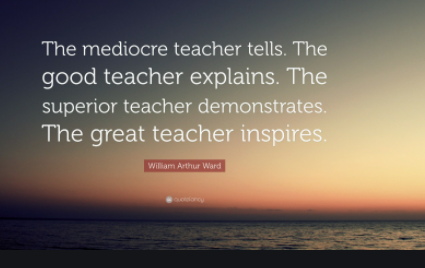 The mediocre teacher tells. The
good teacher explains. The
superior teacher demonstrates.
The great teacher inspires.
William Arthur Ward
quotefancy